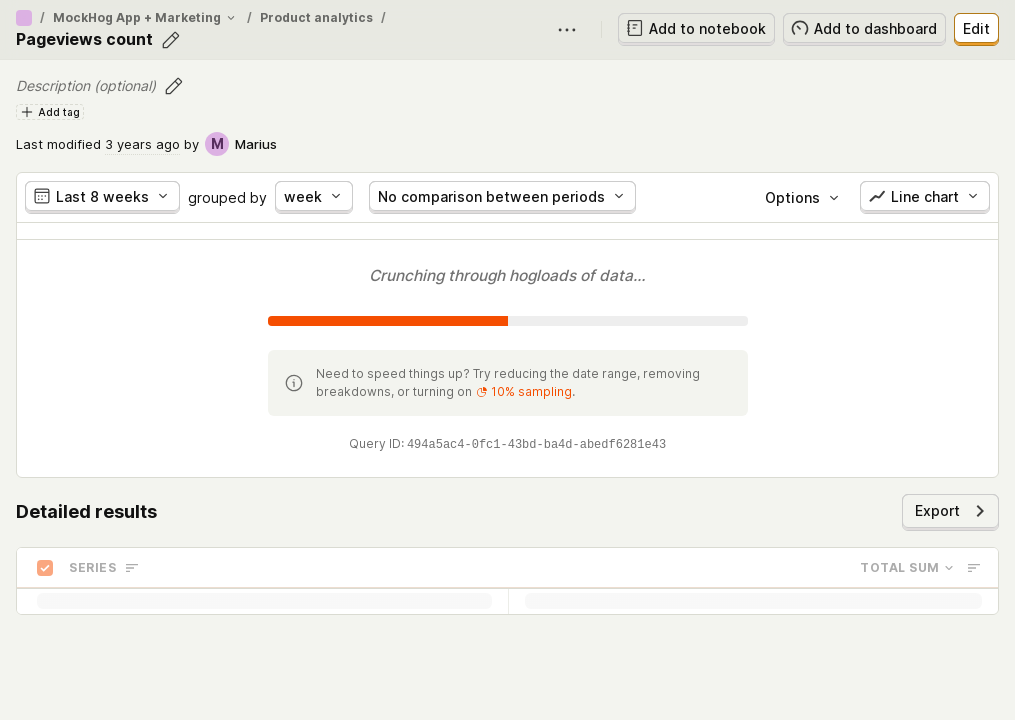 / MockHog App + Marketing / Product analytics /
Pageviews count
Add to notebook
Add to dashboard
Edit
Description (optional)
Add tag
Last modified 3 years ago by M Marius
Last 8 weeks grouped by week No comparison between periods Options Line chart
Crunching through hogloads of data...
Need to speed things up? Try reducing the date range, removing
breakdowns, or turning on 10% sampling.
Query ID: 494a5ac4-0fc1-43bd-ba4d-abedf6281e43
Detailed results
Export
SERIES TOTAL SUM